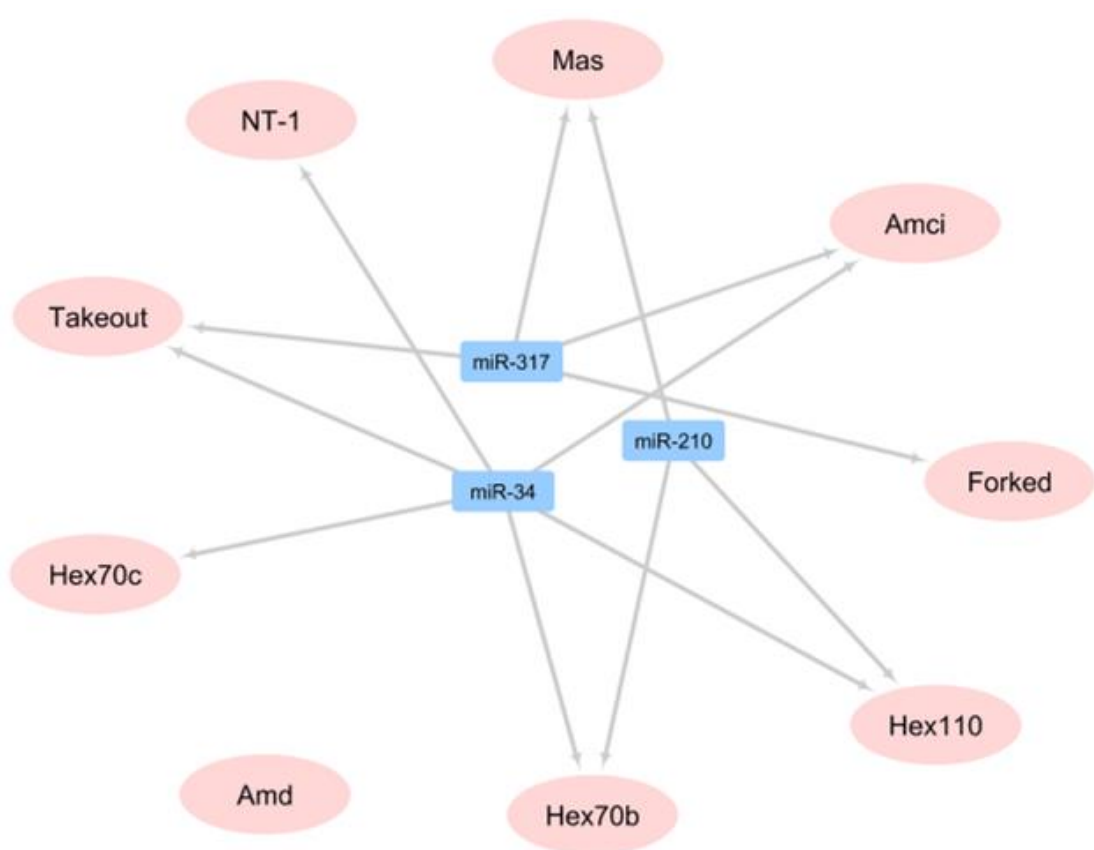 Mas
NT-1
Amci
Takeout
miR-317
miR-210
Forked
miR-34
Hex70c
Hex110
Amd
Hex70b